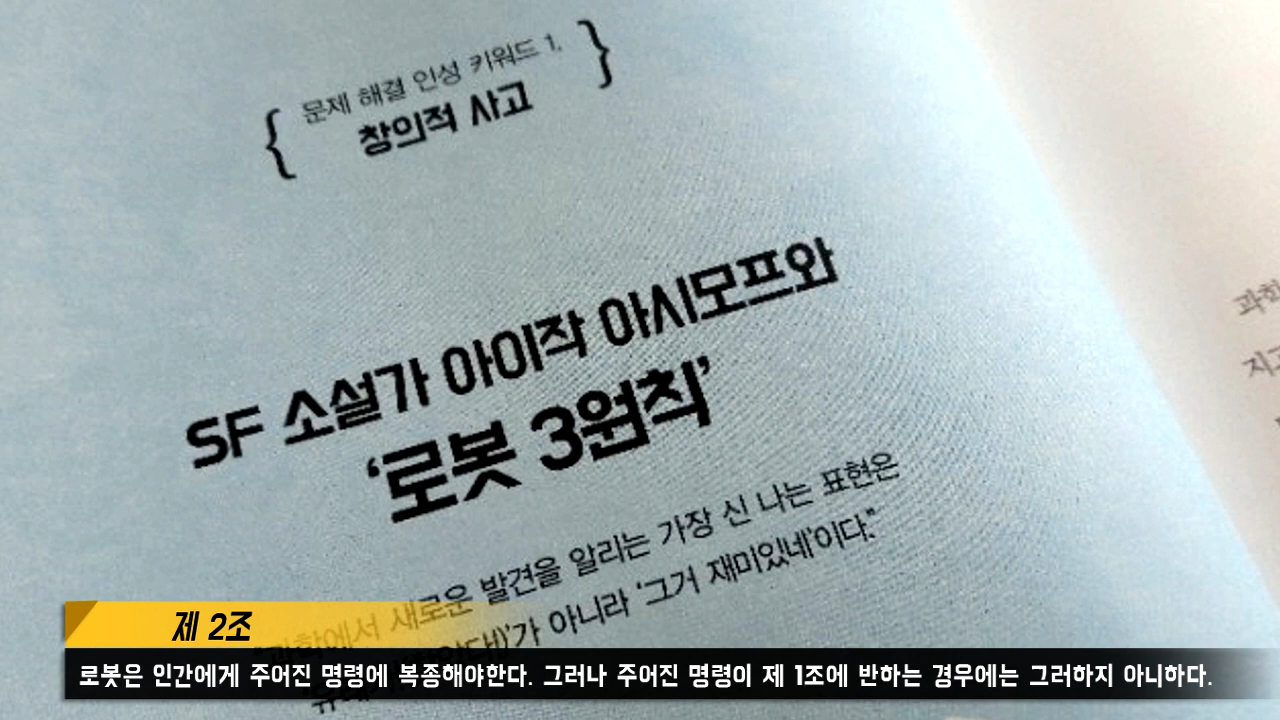 문제 해결 인성 키워드 1.
창의적 사고
SF 소설가 아이작 아시모프와
‘로봇 3원칙’
새로운 발견을 알리는 가장 신 나는 표현은
가 아니라 ‘그거 재미있네’이다.”
과학
제 2조
로봇은 인간에게 주어진 명령에 복종해야한다. 그러나 주어진 명령이 제 1조에 반하는 경우에는 그러하지 아니하다.